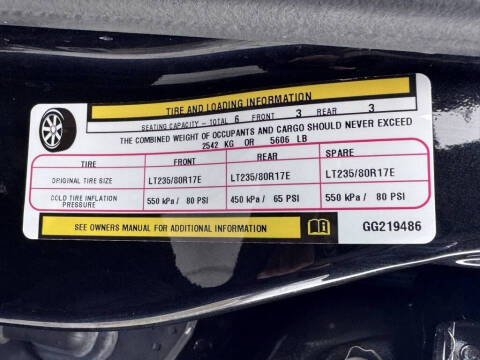 TIRE AND LOADING INFORMATION
SEATING CAPACITY - TOTAL 6 FRONT 3 REAR 3
THE COMBINED WEIGHT OF OCCUPANTS AND CARGO SHOULD NEVER EXCEED
2542 KG OR 5606 LB
TIRE FRONT REAR SPARE
ORIGINAL TIRE SIZE LT235/80R17E LT235/80R17E LT235/80R17E
COLD TIRE INFLATION PRESSURE 550 kPa / 80 PSI 450 kPa / 65 PSI 550 kPa / 80 PSI
SEE OWNERS MANUAL FOR ADDITIONAL INFORMATION GG219486